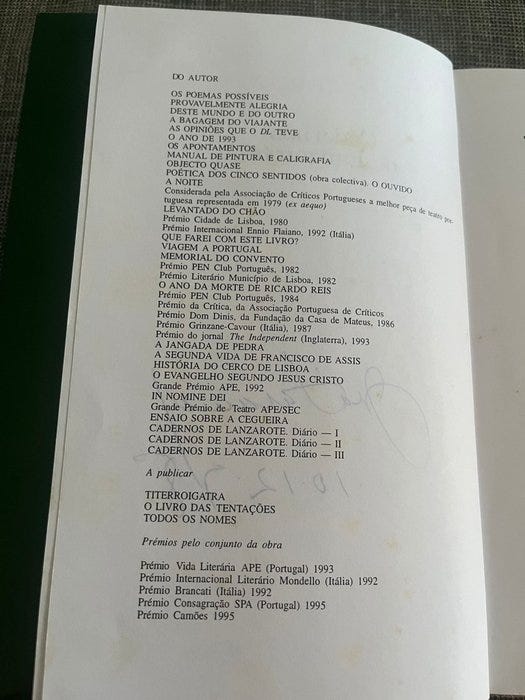 DO AUTOR
OS POEMAS POSSÍVEIS
PROVAVELMENTE ALEGRIA
DESTE MUNDO E DO OUTRO
A BAGAGEM DO VIAJANTE
AS OPINIÕES QUE O DL TEVE
O ANO DE 1993
OS APONTAMENTOS
MANUAL DE PINTURA E CALIGRAFIA
OBJECTO QUASE
POÉTICA DOS CINCO SENTIDOS (obra colectiva). O OUVIDO
A NOITE
Considerada pela Associação de Críticos Portugueses a melhor peça de teatro por-
tuguesa representada em 1979 (ex aequo)
LEVANTADO DO CHÃO
Prémio Cidade de Lisboa, 1980
Prémio Internacional Ennio Flaiano, 1992 (Itália)
QUE FAREI COM ESTE LIVRO?
VIAGEM A PORTUGAL
MEMORIAL DO CONVENTO
Prémio PEN Club Português, 1982
Prémio Literário Município de Lisboa, 1982
O ANO DA MORTE DE RICARDO REIS
Prémio PEN Club Português, 1984
Prémio da Crítica, da Associação Portuguesa de Críticos
Prémio Dom Dinis, da Fundação da Casa de Mateus, 1986
Prémio Grinzane-Cavour (Itália), 1987
Prémio do jornal The Independent (Inglaterra), 1993
A JANGADA DE PEDRA
A SEGUNDA VIDA DE FRANCISCO DE ASSIS
HISTÓRIA DO CERCO DE LISBOA
O EVANGELHO SEGUNDO JESUS CRISTO
Grande Prémio APE, 1992
IN NOMINE DEI
Grande Prémio de Teatro APE/SEC
ENSAIO SOBRE A CEGUEIRA
CADERNOS DE LANZAROTE. Diário — I
CADERNOS DE LANZAROTE. Diário — II
CADERNOS DE LANZAROTE. Diário — III
A publicar
TITERROIGATRA
O LIVRO DAS TENTAÇÕES
TODOS OS NOMES
Prémios pelo conjunto da obra
Prémio Vida Literária APE (Portugal) 1993
Prémio Internacional Literário Mondello (Itália) 1992
Prémio Brancati (Itália) 1992
Prémio Consagração SPA (Portugal) 1995
Prémio Camões 1995